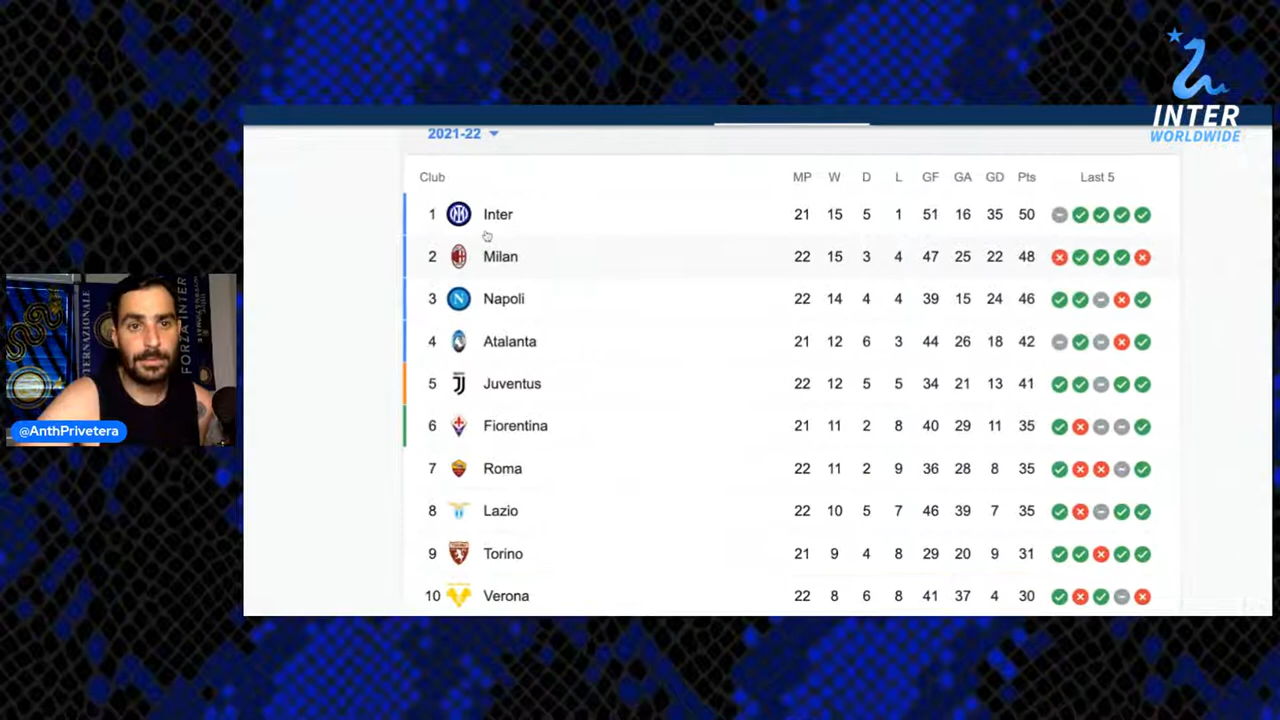 INTER
WORLDWIDE
2021-22
Club MP W D L GF GA GD Pts Last 5
1 Inter 21 15 5 1 51 16 35 50
2 Milan 22 15 3 4 47 25 22 48
3 Napoli 22 14 4 4 39 15 24 46
4 Atalanta 21 12 6 3 44 26 18 42
5 Juventus 22 12 5 5 34 21 13 41
6 Fiorentina 21 11 2 8 40 29 11 35
7 Roma 22 11 2 9 36 28 8 35
8 Lazio 22 10 5 7 46 39 7 35
9 Torino 21 9 4 8 29 20 9 31
10 Verona 22 8 6 8 41 37 4 30
FORZA INTER
@AnthPrivetera